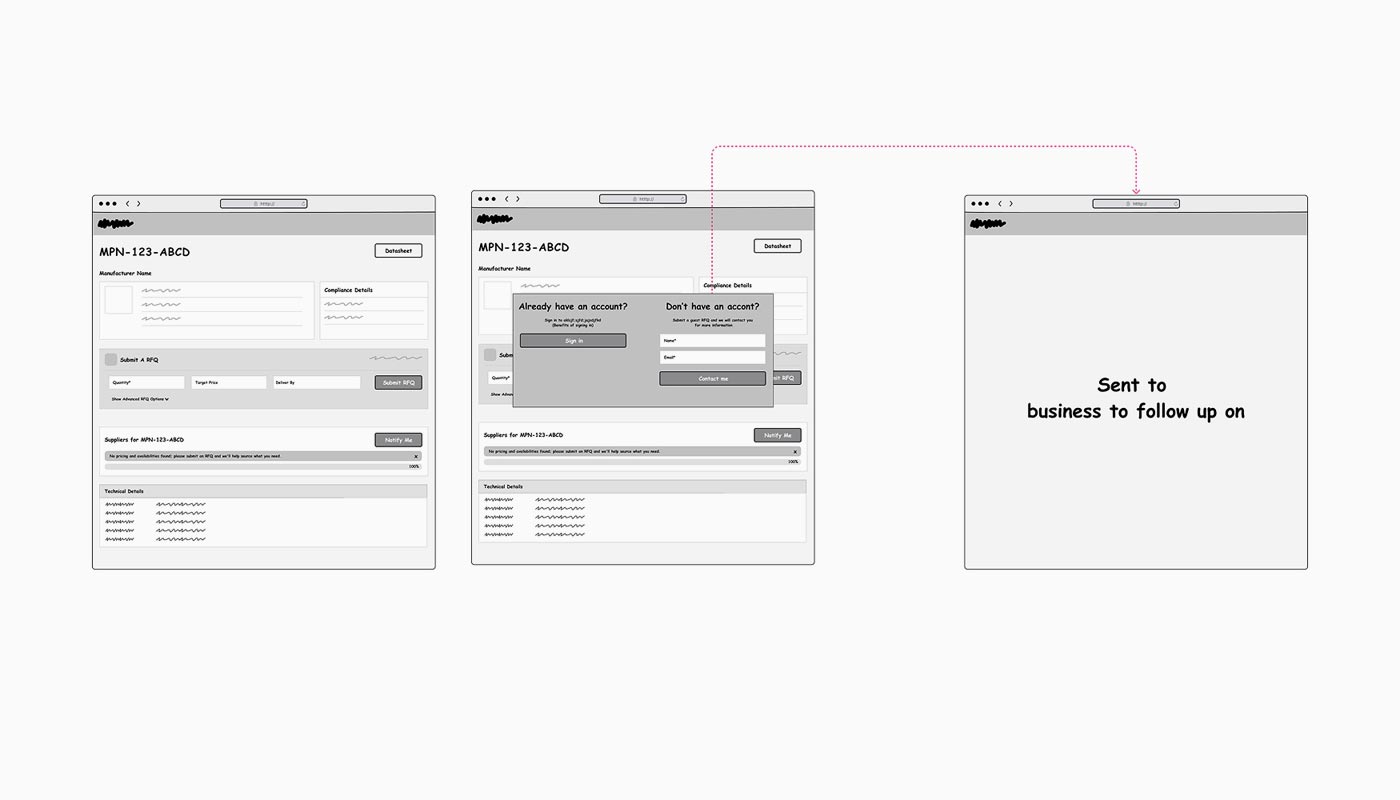 http://
MPN-123-ABCD
Datasheet
Manufacturer Name
Compliance Details
Submit A RFQ
Quantity*
Target Price
Deliver By
Submit RFQ
Show Advanced RFQ Options
Suppliers for MPN-123-ABCD
Notify Me
No pricing and availabilities found; please submit an RFQ and we'll help source what you need.
x
100%
Technical Details
http://
MPN-123-ABCD
Datasheet
Manufacturer Name
Compliance Details
Already have an account?
Sign in to
(Benefits of signing in)
Sign in
Don't have an accont?
Submit a guest RFQ and we will contact you
for more information
Name*
Email*
Contact me
Subm
Quantity*
mit RFQ
Show Advan
Suppliers for MPN-123-ABCD
Notify Me
No pricing and availabilities found; please submit an RFQ and we'll help source what you need.
x
100%
Technical Details
http://
Sent to
business to follow up on